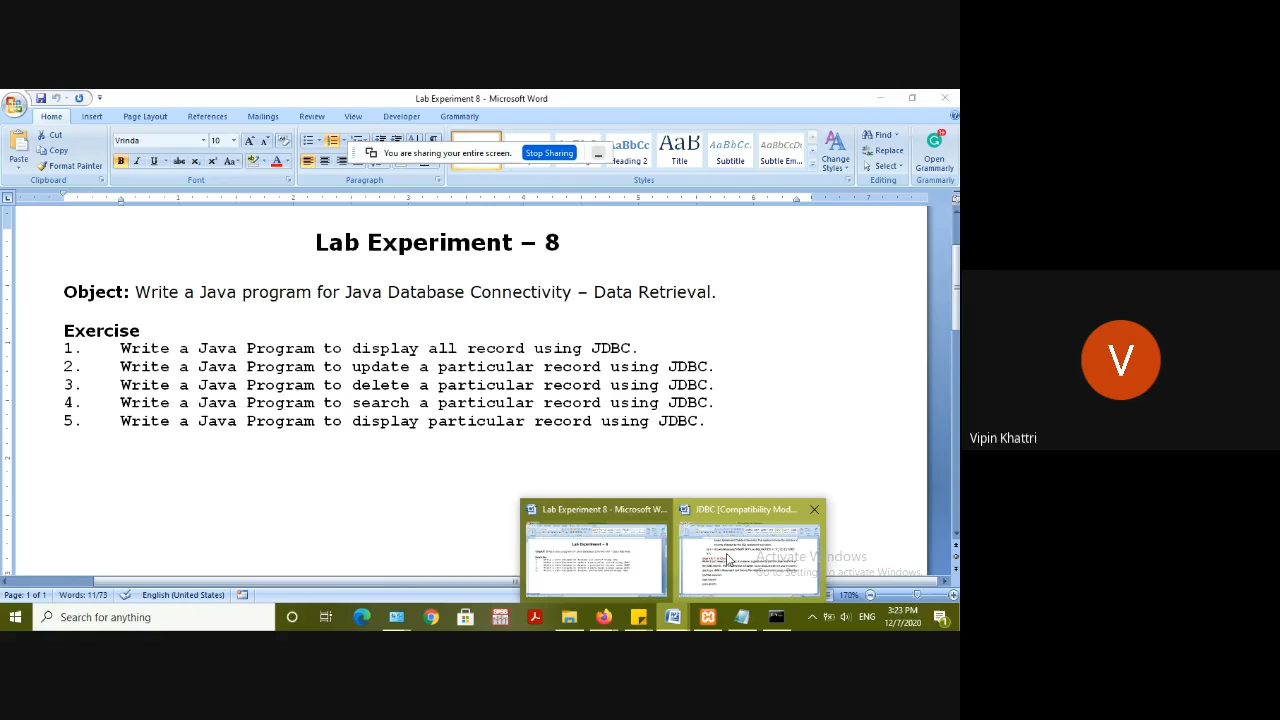 Lab Experiment 8 - Microsoft Word
Home Insert Page Layout References Mailings Review View Developer Grammarly
Paste
Cut
Copy
Format Painter
Clipboard
Vrinda 10
Font
Paragraph
You are sharing your entire screen. Stop Sharing
AaBbCc. AaB AaBbCc. AaBbCcDc
Heading 2 Title Subtitle Subtle Em...
Change Styles
Styles
Find
Replace
Select
Editing
Open Grammarly
Grammarly
Lab Experiment – 8
Object: Write a Java program for Java Database Connectivity – Data Retrieval.
Exercise
1. Write a Java Program to display all record using JDBC.
2. Write a Java Program to update a particular record using JDBC.
3. Write a Java Program to delete a particular record using JDBC.
4. Write a Java Program to search a particular record using JDBC.
5. Write a Java Program to display particular record using JDBC.
Lab Experiment 8 - Microsoft W...
JDBC [Compatibility Mod...
Activate Windows
Go to Settings to activate Windows.
1 of 1 Words: 11/73 English (United States) 170%
Search for anything
ENG
3:23 PM
12/7/2020
V
Vipin Khattri